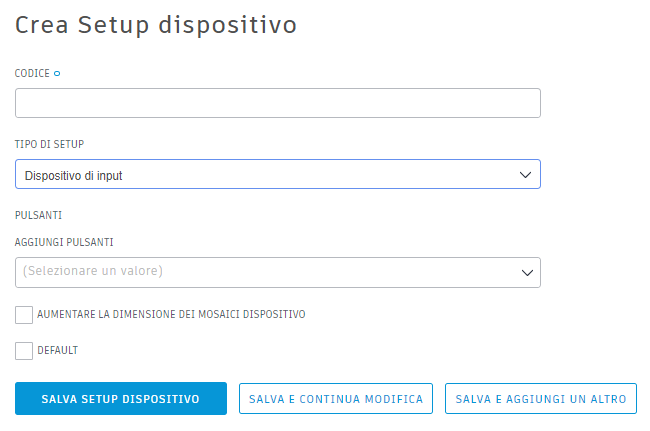 Crea Setup dispositivo
CODICE
TIPO DI SETUP
Dispositivo di input
PULSANTI
AGGIUNGI PULSANTI
(Selezionare un valore)
AUMENTARE LA DIMENSIONE DEI MOSAICI DISPOSITIVO
DEFAULT
SALVA SETUP DISPOSITIVO SALVA E CONTINUA MODIFICA SALVA E AGGIUNGI UN ALTRO